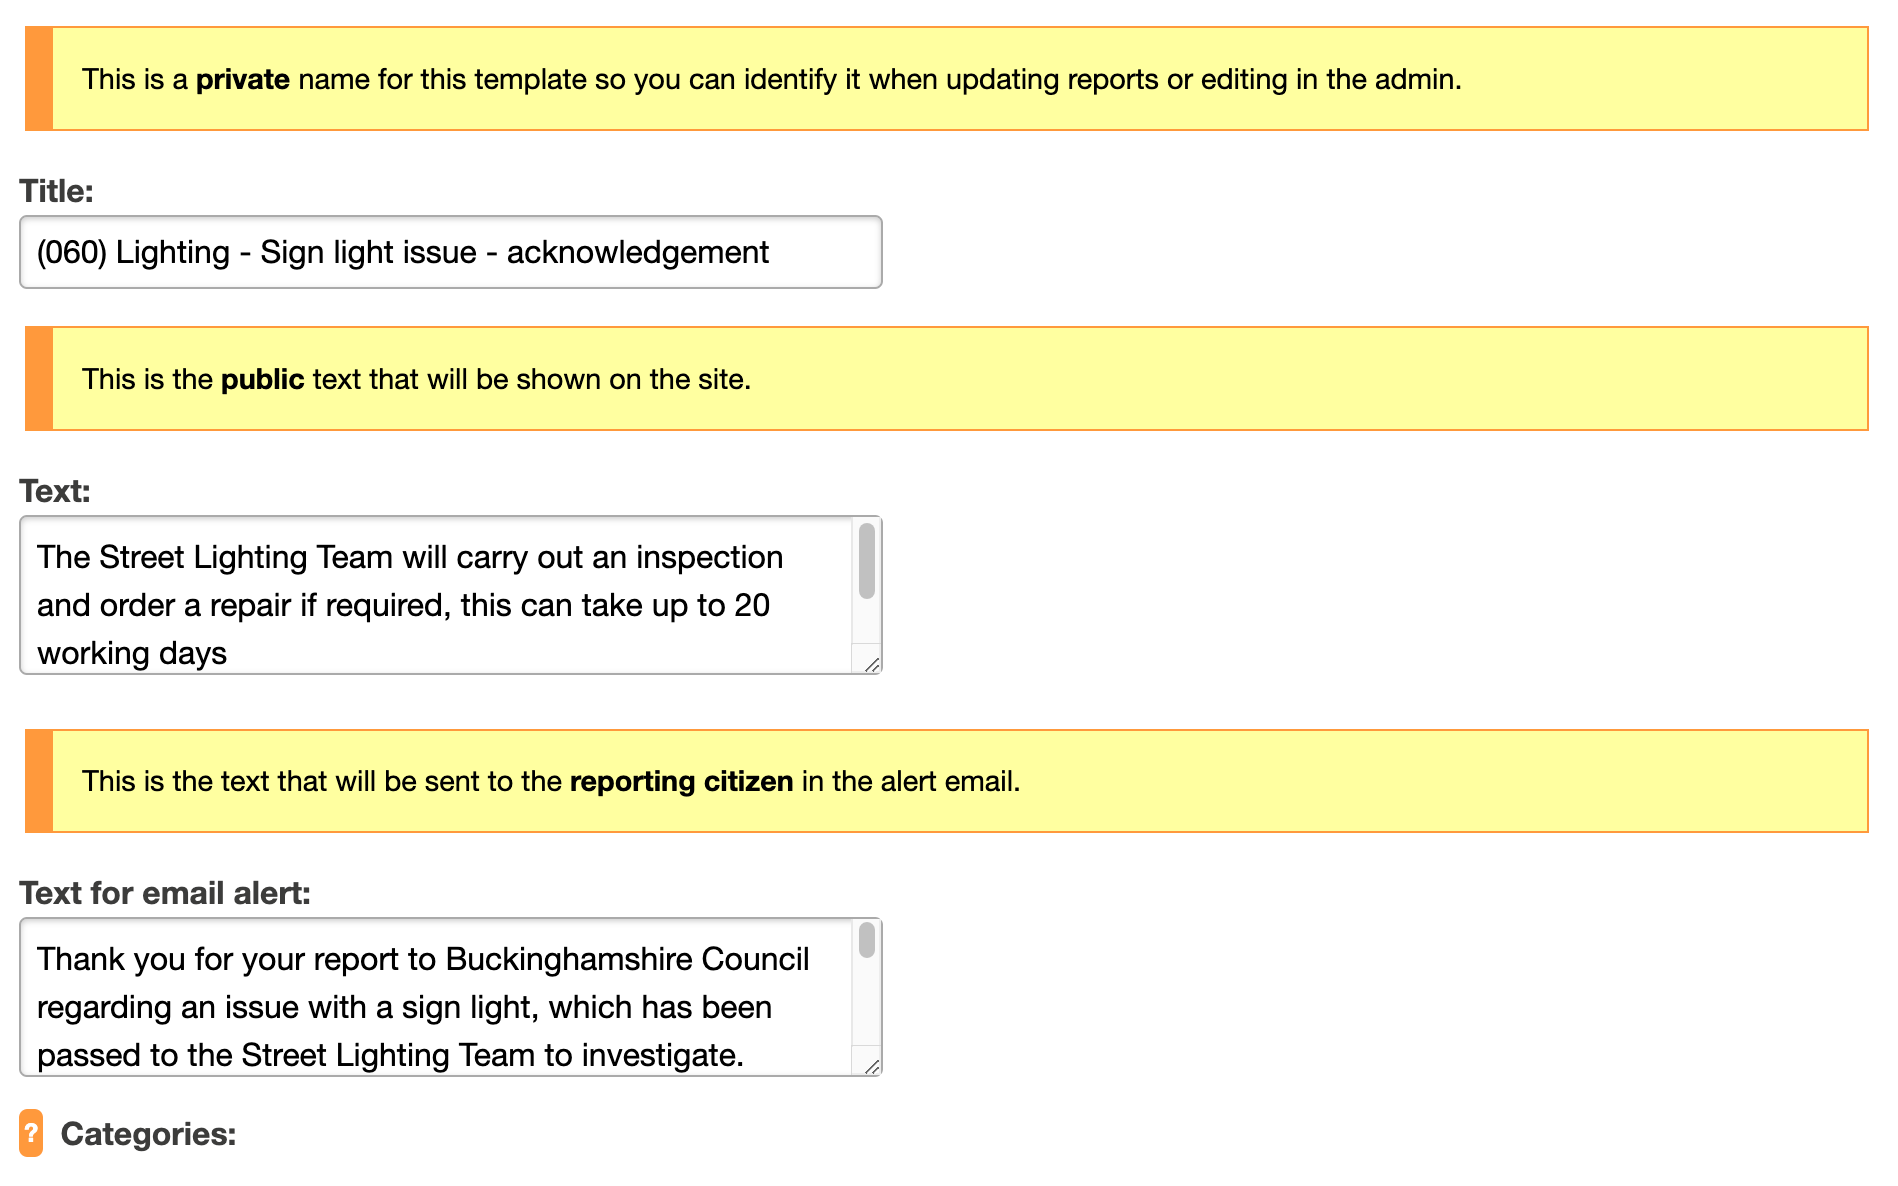 This is a private name for this template so you can identify it when updating reports or editing in the admin.
Title:
(060) Lighting - Sign light issue - acknowledgement
This is the public text that will be shown on the site.
Text:
The Street Lighting Team will carry out an inspection
and order a repair if required, this can take up to 20
working days
This is the text that will be sent to the reporting citizen in the alert email.
Text for email alert:
Thank you for your report to Buckinghamshire Council
regarding an issue with a sign light, which has been
passed to the Street Lighting Team to investigate.
? Categories: